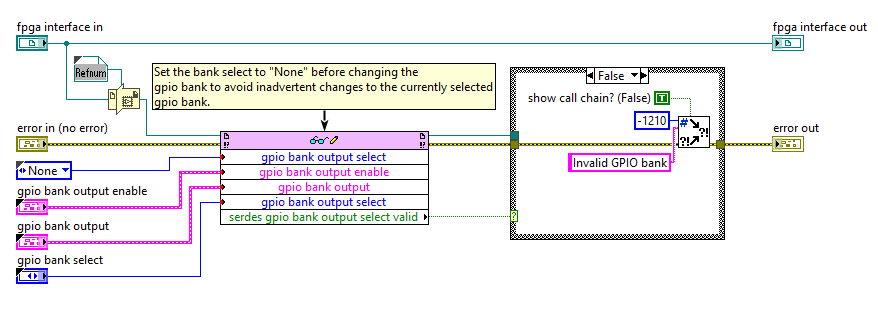 fpga interface in
fpga interface out
Refnum
Set the bank select to "None" before changing the
gpio bank to avoid inadvertent changes to the currently selected
gpio bank.
False
show call chain? (False)
T
-1210
#
?!
?!
Invalid GPIO bank
error in (no error)
error out
!?
!?
None
gpio bank output select
gpio bank output enable
gpio bank output enable
gpio bank output
gpio bank output select
gpio bank output
serdes gpio bank output select valid
?
gpio bank select